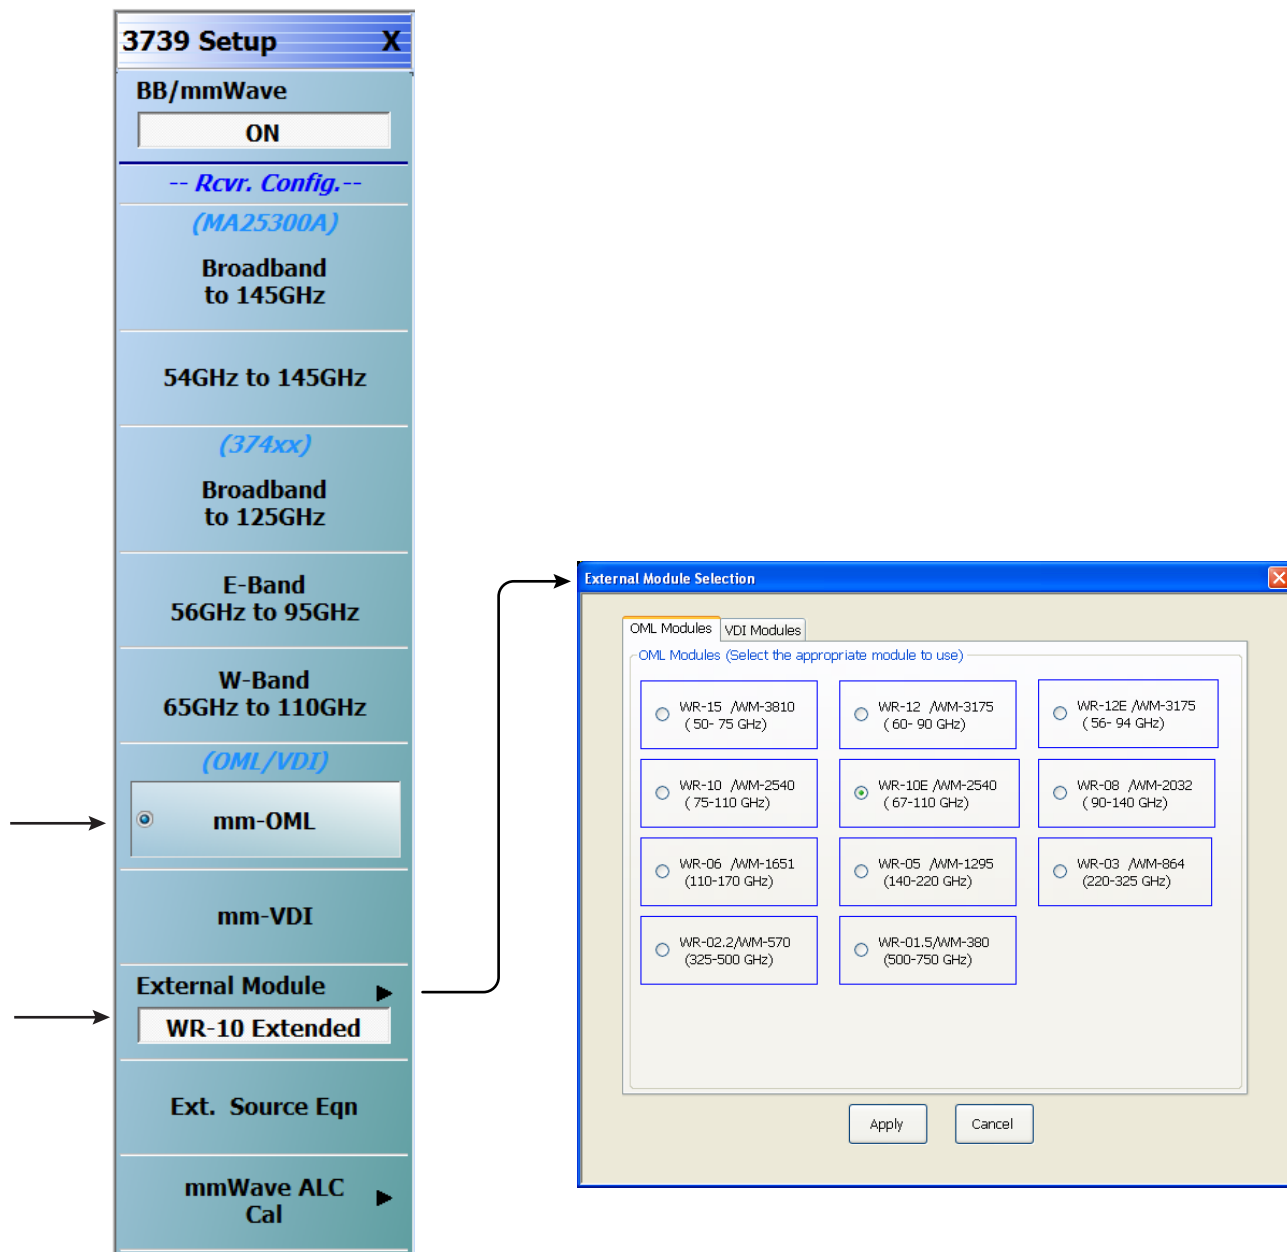 3739 Setup X
BB/mmWave
ON
-- Rcvr. Config.--
(MA25300A)
Broadband
to 145GHz
54GHz to 145GHz
(374xx)
Broadband
to 125GHz
E-Band
56GHz to 95GHz
W-Band
65GHz to 110GHz
(OML/VDI)
mm-OML
mm-VDI
External Module
WR-10 Extended
Ext. Source Eqn
mmWave ALC
Cal
External Module Selection
OML Modules VDI Modules
OML Modules (Select the appropriate module to use)
WR-15 /WM-3810
( 50- 75 GHz)
WR-12 /WM-3175
( 60- 90 GHz)
WR-12E /WM-3175
( 56- 94 GHz)
WR-10 /WM-2540
( 75-110 GHz)
WR-10E /WM-2540
( 67-110 GHz)
WR-08 /WM-2032
( 90-140 GHz)
WR-06 /WM-1651
(110-170 GHz)
WR-05 /WM-1295
(140-220 GHz)
WR-03 /WM-864
(220-325 GHz)
WR-02.2/WM-570
(325-500 GHz)
WR-01.5/WM-380
(500-750 GHz)
Apply Cancel